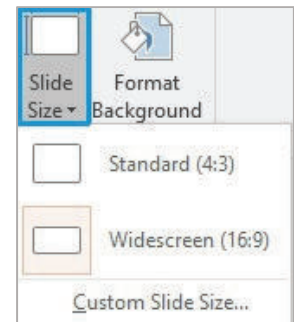 Slide
Size
Format
Background
Standard (4:3)
Widescreen (16:9)
Custom Slide Size...